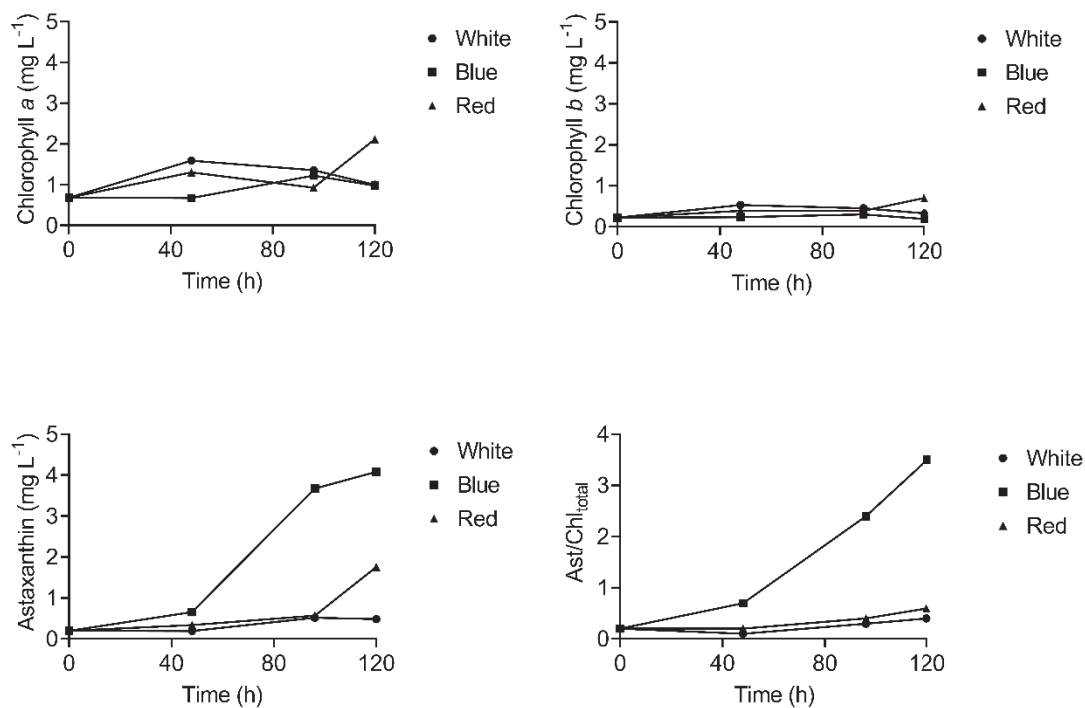 Chlorophyll a (mg L⁻¹)
5
4
3
2
1
0
0 40 80 120
Time (h)
White
Blue
Red
Chlorophyll b (mg L⁻¹)
5
4
3
2
1
0
0 40 80 120
Time (h)
White
Blue
Red
Astaxanthin (mg L⁻¹)
5
4
3
2
1
0
0 40 80 120
Time (h)
White
Blue
Red
Ast/Chltotal
4
3
2
1
0
0 40 80 120
Time (h)
White
Blue
Red